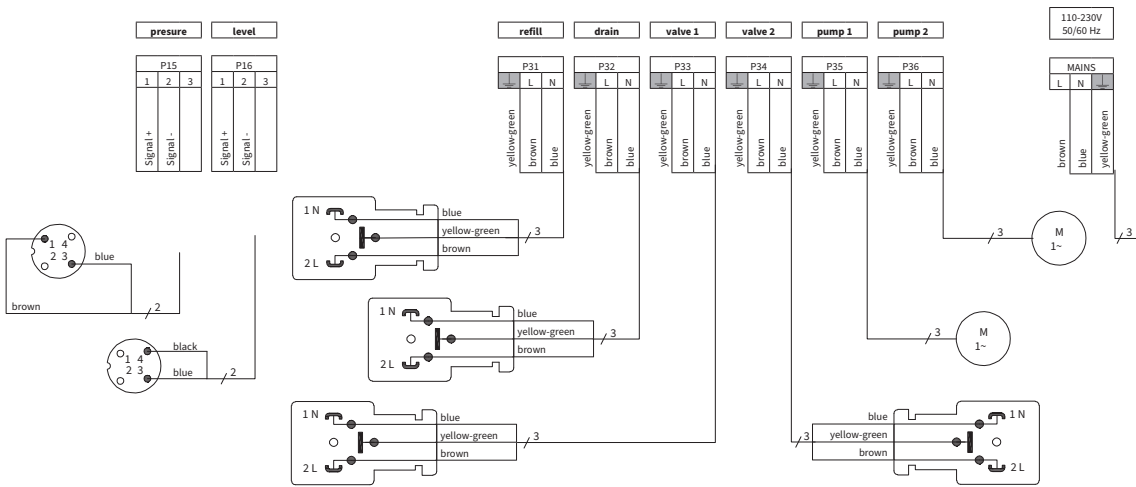 presure level refill drain valve 1 valve 2 pump 1 pump 2 110-230V
50/60 Hz
P15 P16 P31 P32 P33 P34 P35 P36 MAINS
1 2 3 1 2 3 L N L N L N L N L N L N L N
Signal + Signal - Signal + Signal - yellow-green brown blue yellow-green brown blue yellow-green brown blue yellow-green brown blue yellow-green brown blue yellow-green brown blue brown blue yellow-green
1 N blue
yellow-green 3
2 L brown
1 4
2 3 blue
brown 2
M
1~ 3
3
1 N blue
yellow-green 3
2 L brown
3 M
1~
black
1 4
2 3
blue 2
1 N blue
yellow-green 3
2 L brown
blue 1 N
3 yellow-green
brown 2 L